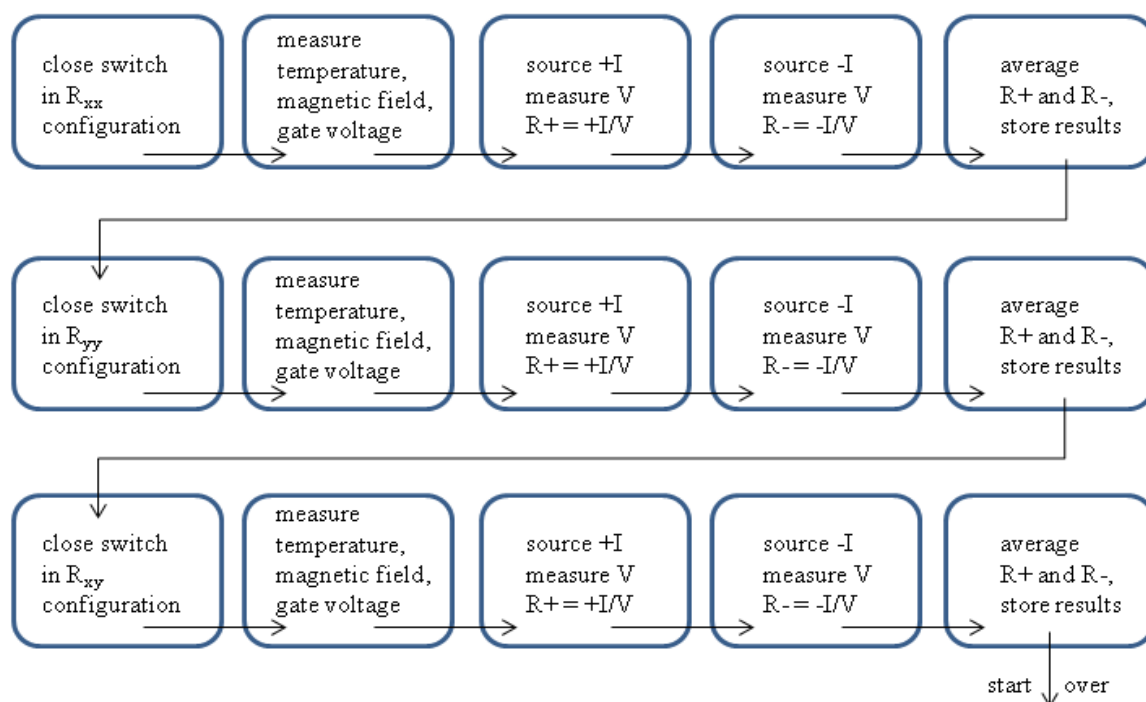 close switch
in Rxx
configuration
measure
temperature,
magnetic field,
gate voltage
source +I
measure V
R+= +I/V
source -I
measure V
R-= -I/V
average
R+ and R-,
store results
close switch
in Ryy
configuration
measure
temperature,
magnetic field,
gate voltage
source +I
measure V
R+= +I/V
source -I
measure V
R-= -I/V
average
R+ and R-,
store results
close switch
in Rxy
configuration
measure
temperature,
magnetic field,
gate voltage
source +I
measure V
R+= +I/V
source -I
measure V
R-= -I/V
average
R+ and R-,
store results
start over